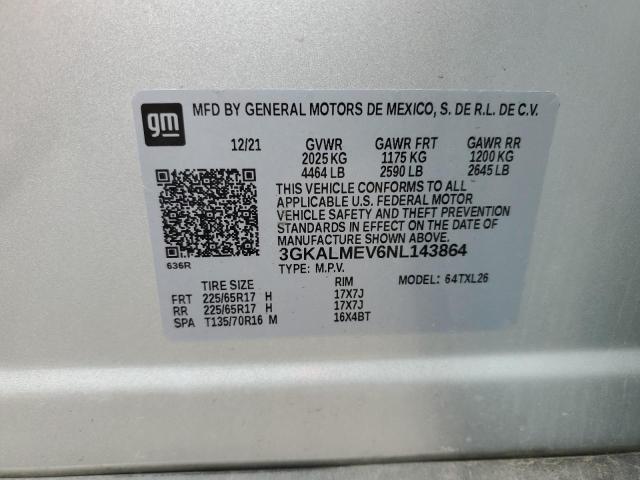 gm
MFD BY GENERAL MOTORS DE MEXICO, S. DE R.L. DE C.V.
12/21 GVWR GAWR FRT GAWR RR
2025 KG 1175 KG 1200 KG
4464 LB 2590 LB 2645 LB
THIS VEHICLE CONFORMS TO ALL
APPLICABLE U.S. FEDERAL MOTOR
VEHICLE SAFETY AND THEFT PREVENTION
STANDARDS IN EFFECT ON THE DATE OF
MANUFACTURE SHOWN ABOVE.
3GKALMEV6NL143864
636R
TYPE: M.P.V. MODEL: 64TXL26
TIRE SIZE RIM
FRT 225/65R17 H 17X7J
RR 225/65R17 H 17X7J
SPA T135/70R16 M 16X4BT